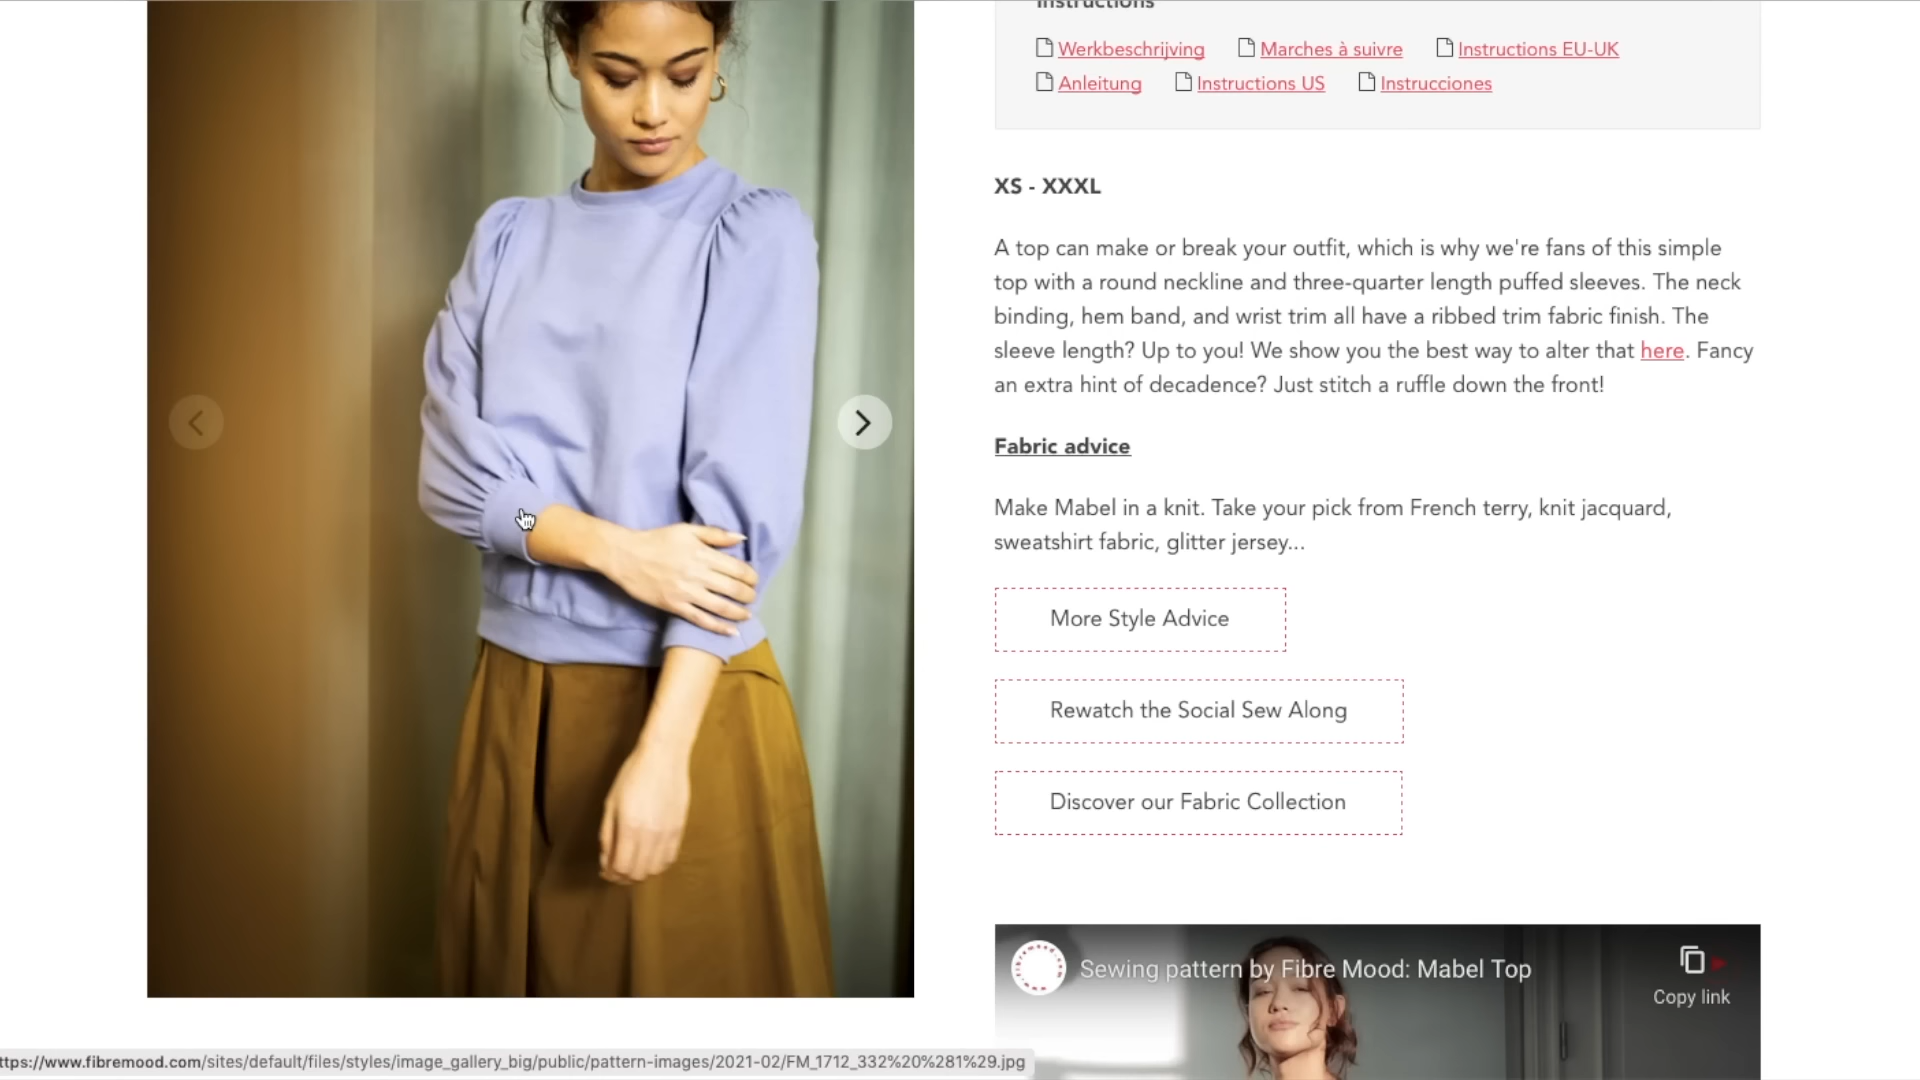 Instructions
Werkbeschrijving Marches à suivre Instructions EU-UK
Anleitung Instructions US Instrucciones
XS - XXXL
A top can make or break your outfit, which is why we're fans of this simple
top with a round neckline and three-quarter length puffed sleeves. The neck
binding, hem band, and wrist trim all have a ribbed trim fabric finish. The
sleeve length? Up to you! We show you the best way to alter that here. Fancy
an extra hint of decadence? Just stitch a ruffle down the front!
Fabric advice
Make Mabel in a knit. Take your pick from French terry, knit jacquard,
sweatshirt fabric, glitter jersey...
More Style Advice
Rewatch the Social Sew Along
Discover our Fabric Collection
Sewing pattern by Fibre Mood: Mabel Top
Copy link
ttps://www.fibremood.com/sites/default/files/styles/image_gallery_big/public/pattern-images/2021-02/FM_1712_332%20%281%29.jpg